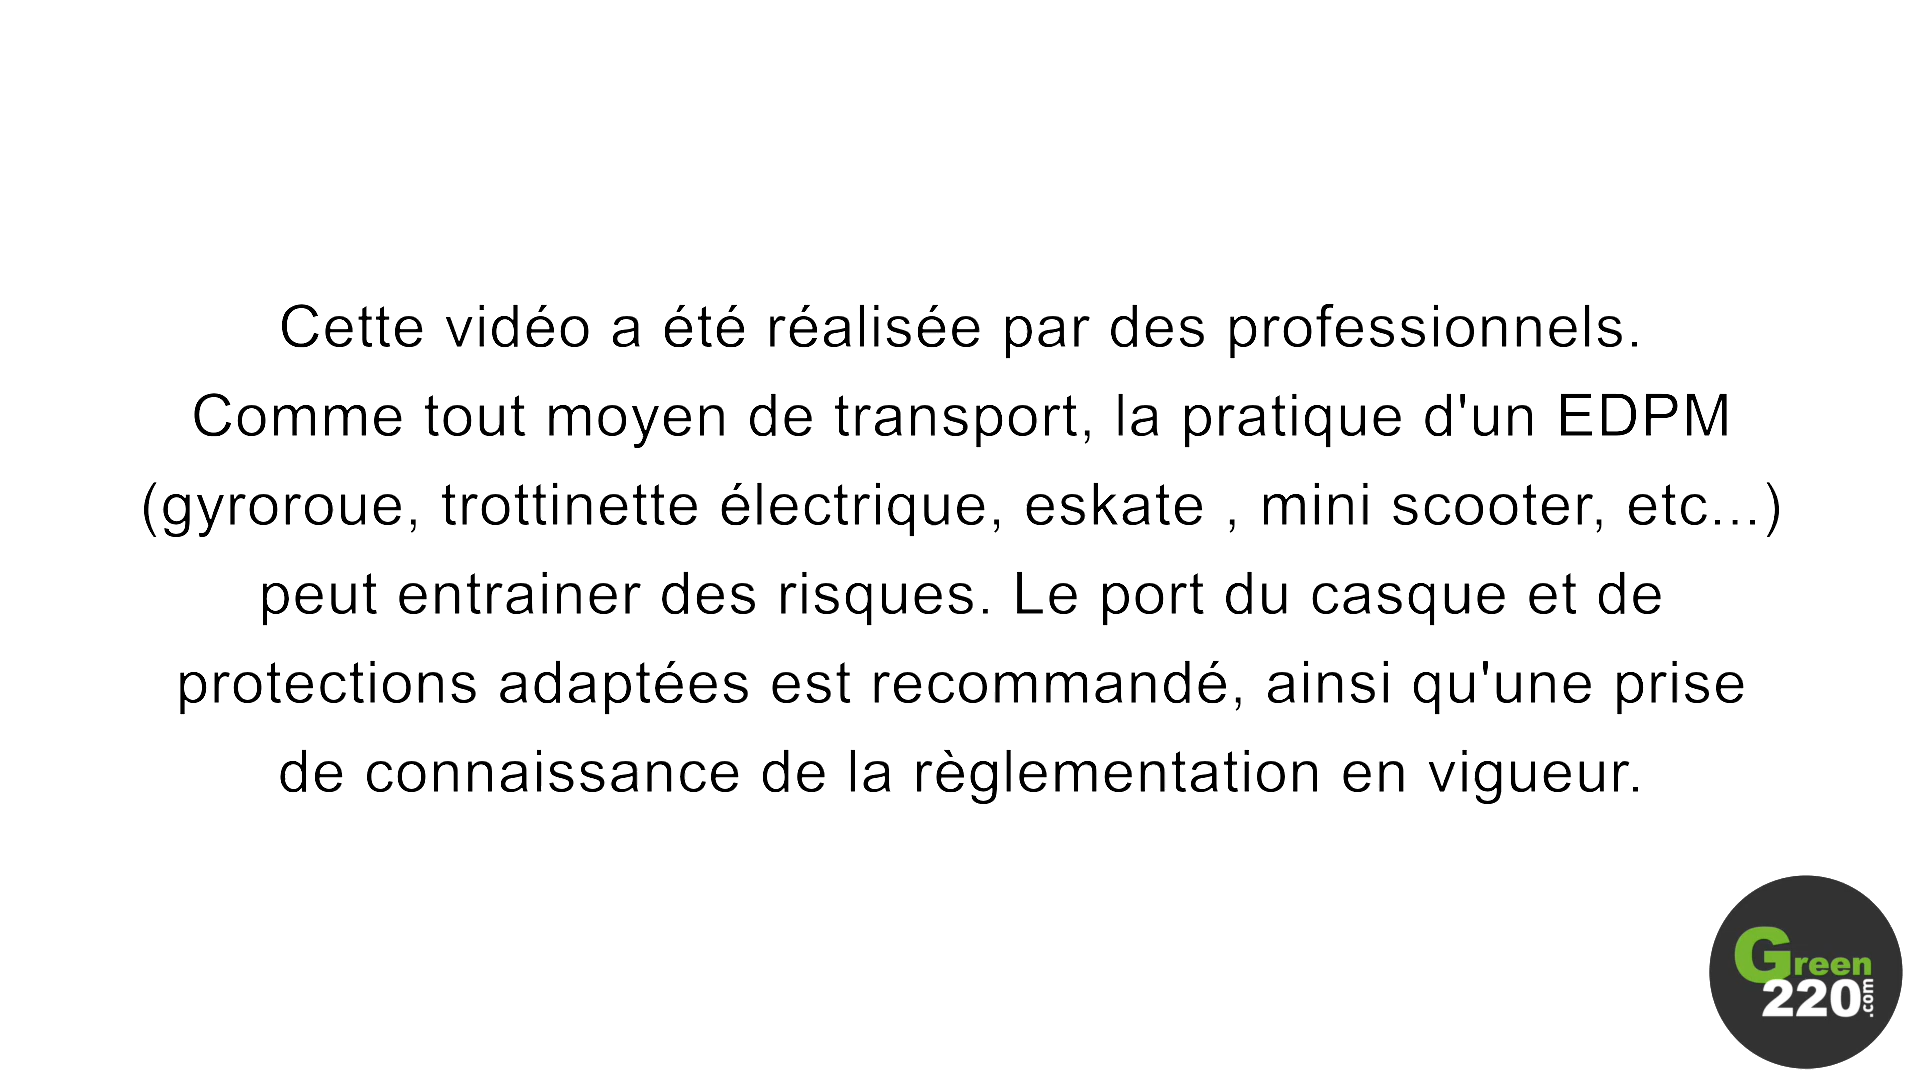 Cette vidéo a été réalisée par des professionnels.
Comme tout moyen de transport, la pratique d'un EDPM
(gyroroue, trottinette électrique, eskate , mini scooter, etc...)
peut entrainer des risques. Le port du casque et de
protections adaptées est recommandé, ainsi qu'une prise
de connaissance de la règlementation en vigueur.
Green
220.com